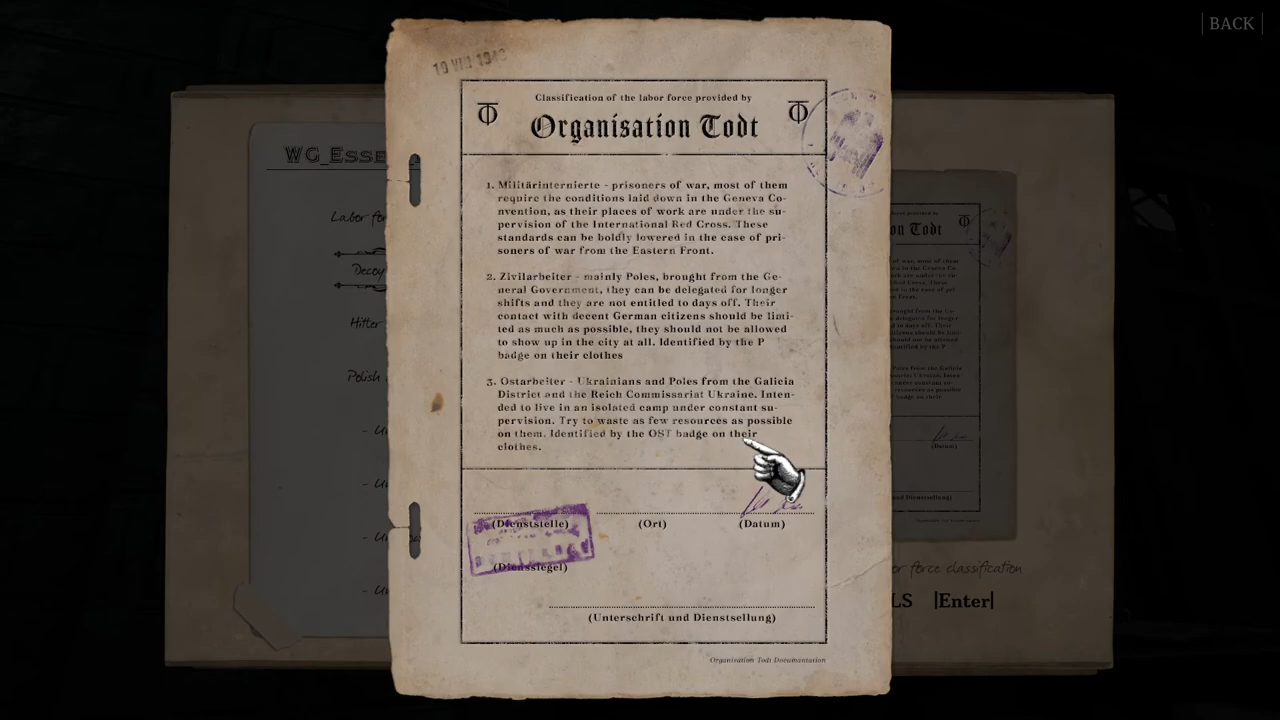 BACK
19 VIII 194
Classification of the labor force provided by
Organisation Todt
1. Militärinternierte - prisoners of war, most of them
require the conditions laid down in the Geneva Co-
nvention, as their places of work are under the su-
pervision of the International Red Cross. These
standards can be boldly lowered in the case of pri-
soners of war from the Eastern Front.
2. Zivilarbeiter - mainly Poles, brought from the Ge-
neral Government, they can be delegated for longer
shifts and they are not entitled to days off. Their
contact with decent German citizens should be limi-
ted as much as possible, they should not be allowed
to show up in the city at all. Identified by the P
badge on their clothes
3. Ostarbeiter - Ukrainians and Poles from the Galicia
District and the Reich Commissariat Ukraine. Inten-
ded to live in an isolated camp under constant su-
pervision. Try to waste as few resources as possible
on them. Identified by the OST badge on their
clothes.
(Dienststelle) (Ort) (Datum)
(Dienssiegel)
(Unterschrift und Dienstsellung)
Organisation Todt Documantation
WG_Esse
Labor fo
Decoy
Hitler
Polish
on Todt
(Datum)
er force classification
LS |Enter|